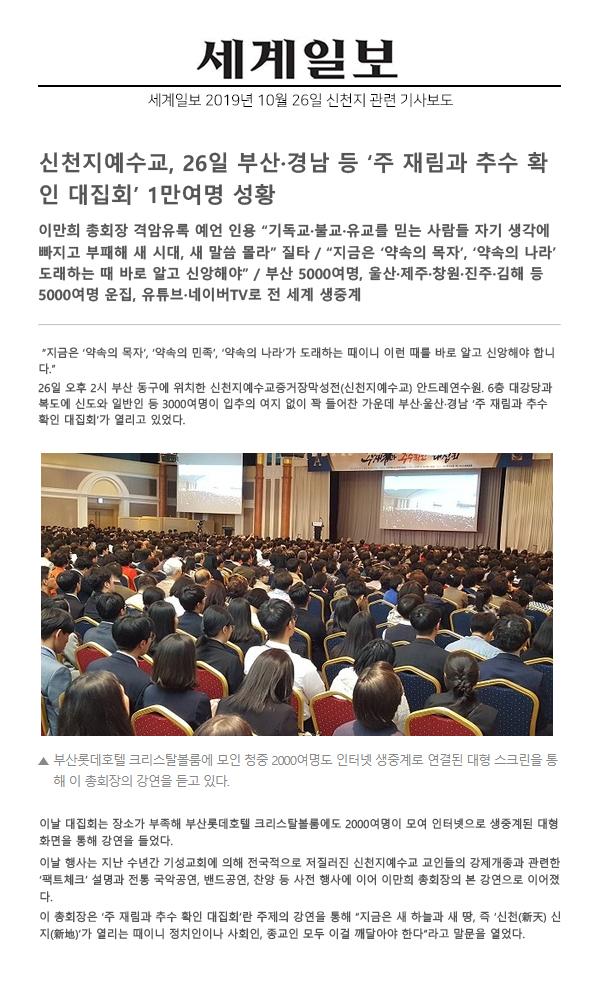 세계일보
세계일보 2019년 10월 26일 신천지 관련 기사보도
신천지예수교, 26일 부산·경남 등 ‘주 재림과 추수 확
인 대집회’ 1만여명 성황
이만희 총회장 격암유록 예언 인용 “기독교·불교·유교를 믿는 사람들 자기 생각에
빠지고 부패해 새 시대, 새 말씀 몰라” 질타 / “지금은 ‘약속의 목자’, ‘약속의 나라’
도래하는 때 바로 알고 신앙해야” / 부산 5000여명, 울산·제주·창원·진주·김해 등
5000여명 운집, 유튜브·네이버TV로 전 세계 생중계
“지금은 ‘약속의 목자’, ‘약속의 민족’, ‘약속의 나라’가 도래하는 때이니 이런 때를 바로 알고 신앙해야 합니
다.”
26일 오후 2시 부산 동구에 위치한 신천지예수교증거장막성전(신천지예수교) 안드레연수원. 6층 대강당과
복도에 신도와 일반인 등 3000여명이 입추의 여지 없이 꽉 들어찬 가운데 부산·울산·경남 ‘주 재림과 추수
확인 대집회’가 열리고 있었다.
대집회
▲ 부산롯데호텔 크리스탈볼룸에 모인 청중 2000여명도 인터넷 생중계로 연결된 대형 스크린을 통
해 이 총회장의 강연을 듣고 있다.
이날 대집회는 장소가 부족해 부산롯데호텔 크리스탈볼룸에도 2000여명이 모여 인터넷으로 생중계된 대형
화면을 통해 강연을 들었다.
이날 행사는 지난 수년간 기성교회에 의해 전국적으로 저질러진 신천지예수교 교인들의 강제개종과 관련한
‘팩트체크’ 설명과 전통 국악공연, 밴드공연, 찬양 등 사전 행사에 이어 이만희 총회장의 본 강연으로 이어졌
다.
이 총회장은 ‘주 재림과 추수 확인 대집회’란 주제의 강연을 통해 “지금은 새 하늘과 새 땅, 즉 ‘신천(新天) 신
지(新地)’가 열리는 때이니 정치인이나 사회인, 종교인 모두 이걸 깨달아야 한다”라고 말문을 열었다.